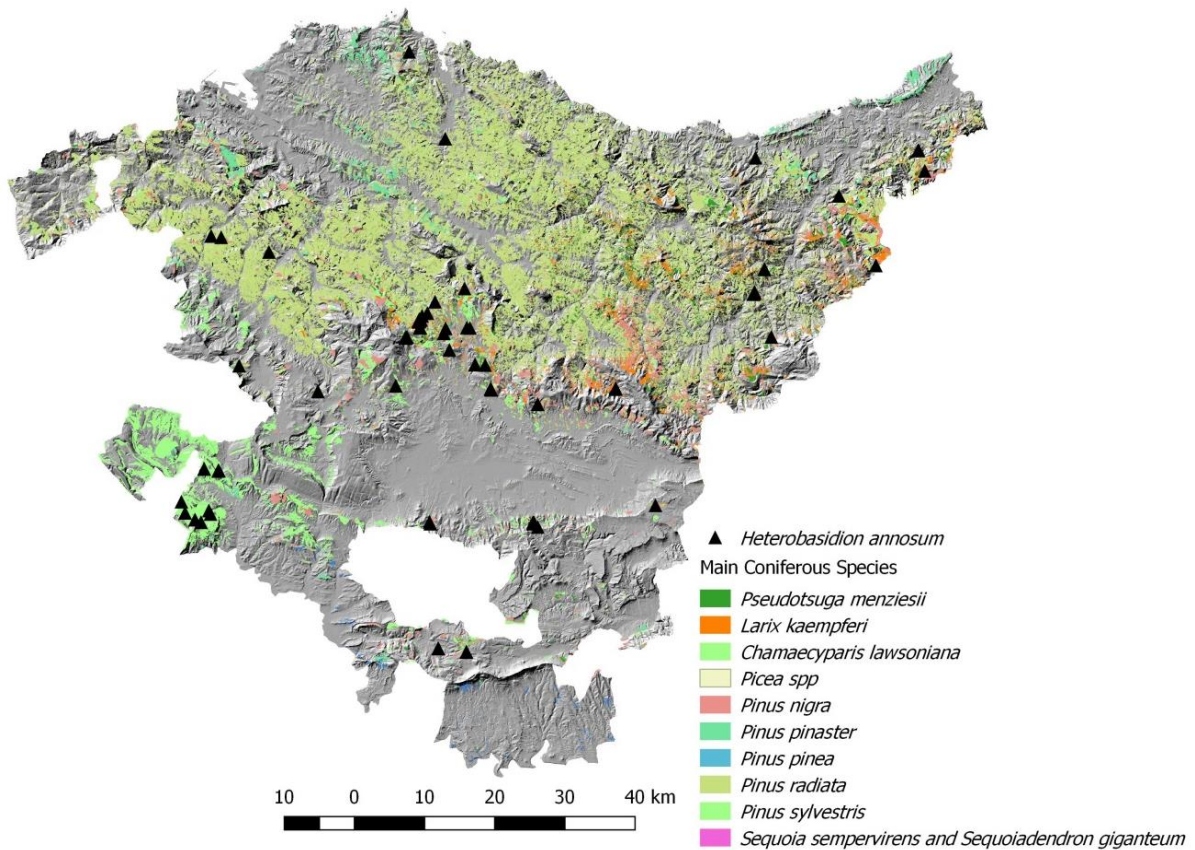 Heterobasidion annosum
Main Coniferous Species
Pseudotsuga menziesii
Larix kaempferi
Chamaecyparis lawsoniana
Picea spp
Pinus nigra
Pinus pinaster
Pinus pinea
Pinus radiata
Pinus sylvestris
Sequoia sempervirens and Sequoiadendron giganteum
10 0 10 20 30 40 km